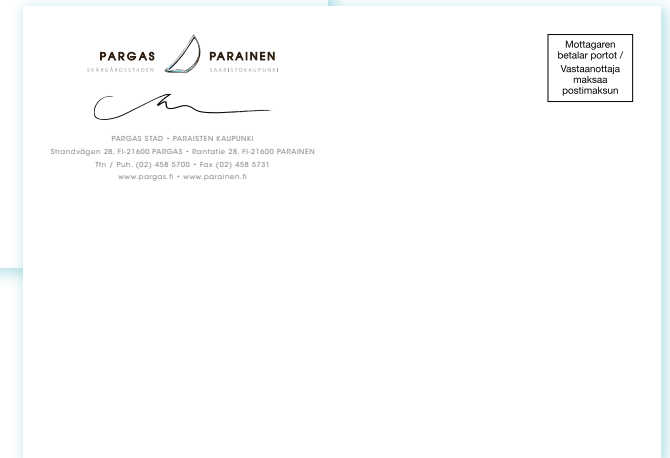 PARGAS PARAINEN
SKÄRGÅRDSSTADEN SAARISTOKAUPUNKI
PARGAS STAD • PARAISTEN KAUPUNKI
Strandvägen 28, FI-21600 PARGAS • Rantatie 28, FI-21600 PARAINEN
Tfn / Puh. (02) 458 5700 • Fax (02) 458 5731
www.pargas.fi • www.parainen.fi
Mottagaren
betalar portot /
Vastaanottaja
maksaa
postimaksun